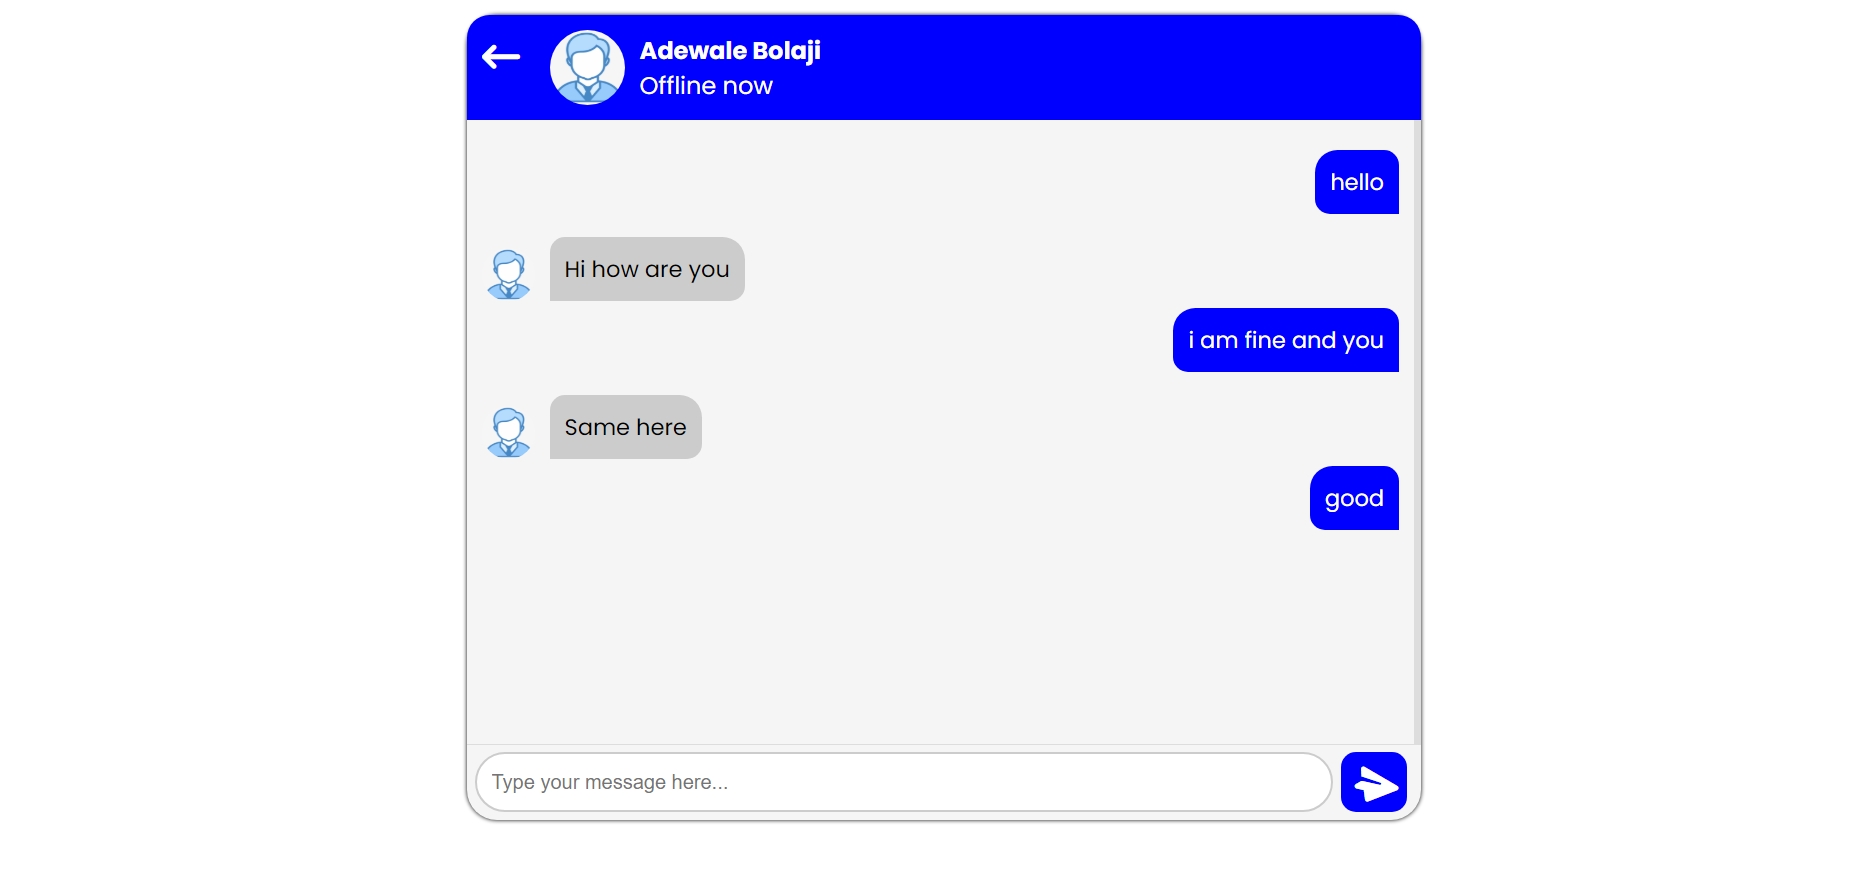 Adewale Bolaji
Offline now
hello
Hi how are you
i am fine and you
Same here
good
Type your message here...